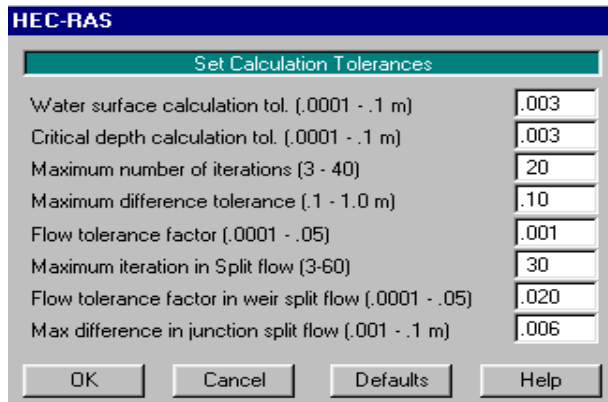 HEC-RAS
Set Calculation Tolerances
Water surface calculation tol. (.0001 - .1 m) .003
Critical depth calculation tol. (.0001 - .1 m) .003
Maximum number of iterations (3 - 40) 20
Maximum difference tolerance (.1 - 1.0 m) .10
Flow tolerance factor (.0001 - .05) .001
Maximum iteration in Split flow (3-60) 30
Flow tolerance factor in weir split flow (.0001 - .05) .020
Max difference in junction split flow (.001 - .1 m) .006
OK Cancel Defaults Help